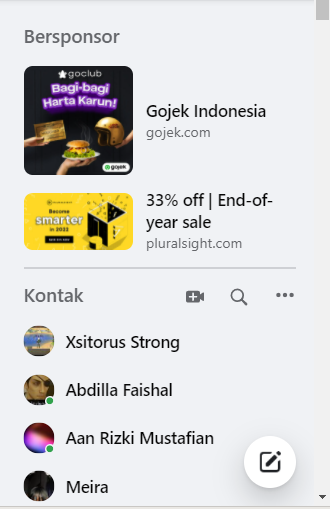 Bersponsor
goclub
Bagi-bagi
Harta Karun!
gojek
Gojek Indonesia
gojek.com
Become
smarter
in 2022
33% off | End-of-
year sale
pluralsight.com
Kontak
Xsitorus Strong
Abdilla Faishal
Aan Rizki Mustafian
Meira